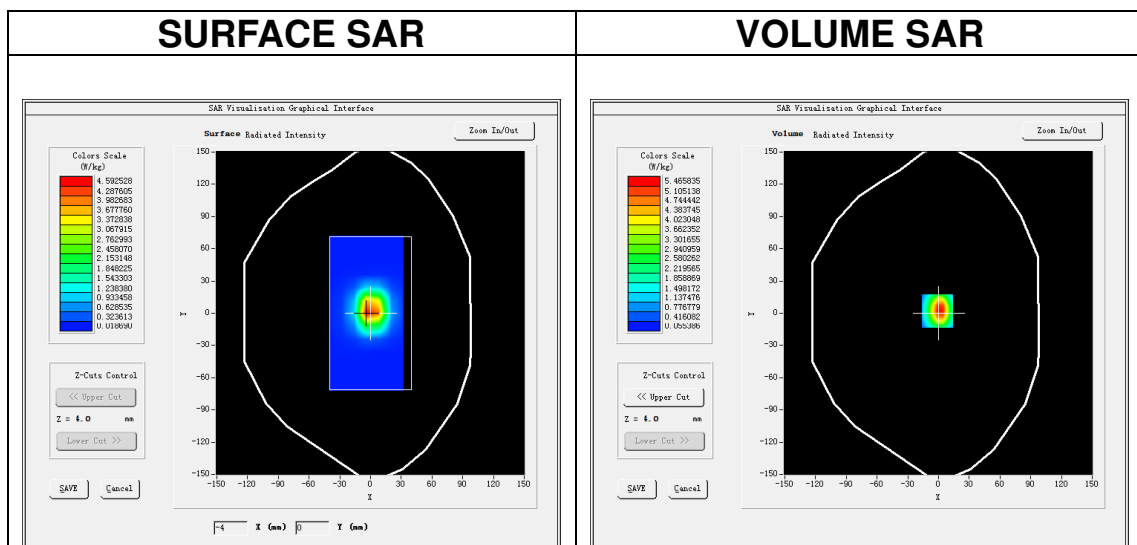 SURFACE SAR
VOLUME SAR
SAR Visualisation Graphical Interface
Surface Radiated Intensity
Zoom In/Out
Colors Scale
(W/kg)
4.592528
4.287605
3.982683
3.677760
3.372838
3.067915
2.762993
2.458070
2.153148
1.848225
1.543303
1.238380
0.933458
0.628535
0.323613
0.018690
150
120
90
60
30
0
-30
-60
-90
-120
-150
Y
-150 -120 -90 -60 -30 0 30 60 90 120 150
X
Z-Cuts Control
<< Upper Cut
Z = 4.0 mm
Lower Cut >>
SAVE Cancel
-4 X (mm) 0 Y (mm)
SAR Visualisation Graphical Interface
Volume Radiated Intensity
Zoom In/Out
Colors Scale
(W/kg)
5.465835
5.105138
4.744442
4.383745
4.023048
3.662352
3.301655
2.940959
2.580262
2.219565
1.858869
1.498172
1.137476
0.776779
0.416082
0.055386
150
120
90
60
30
0
-30
-60
-90
-120
-150
Y
-150 -120 -90 -60 -30 0 30 60 90 120 150
X
Z-Cuts Control
<< Upper Cut
Z = 4.0 mm
Lower Cut >>
SAVE Cancel